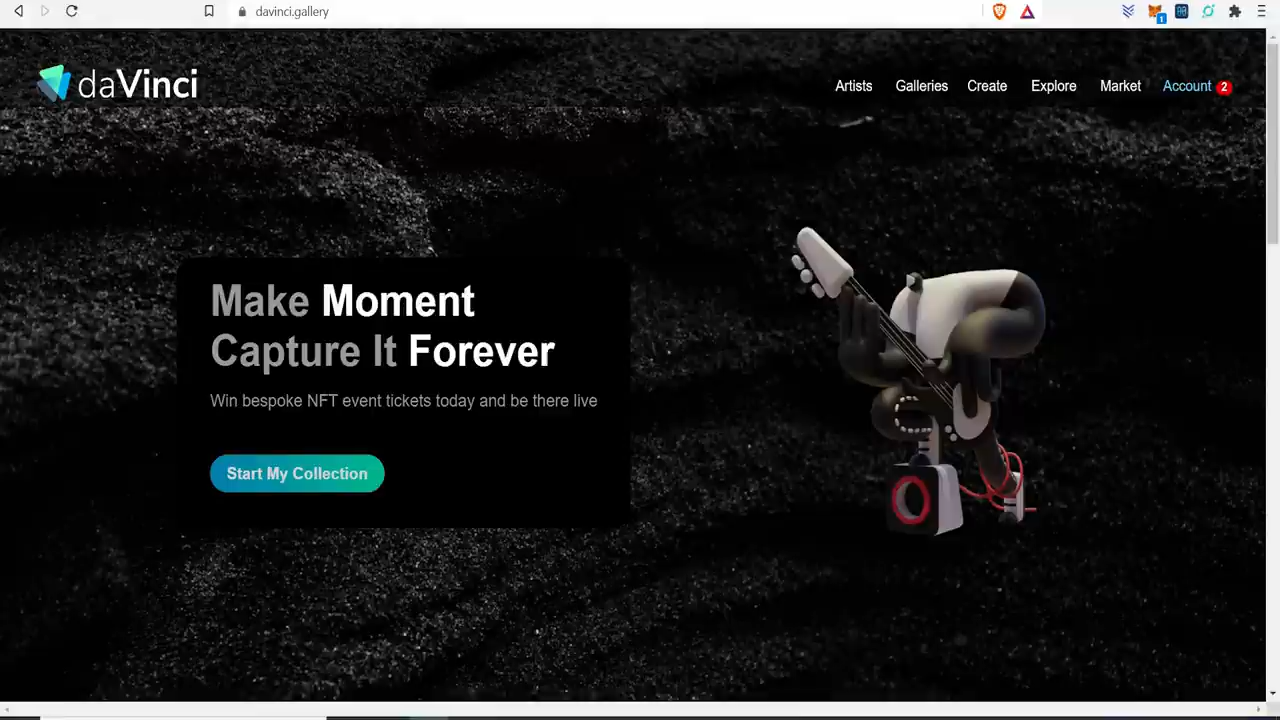 davinci.gallery
1
daVinci
Artists Galleries Create Explore Market Account 2
Make Moment
Capture It Forever
Win bespoke NFT event tickets today and be there live
Start My Collection